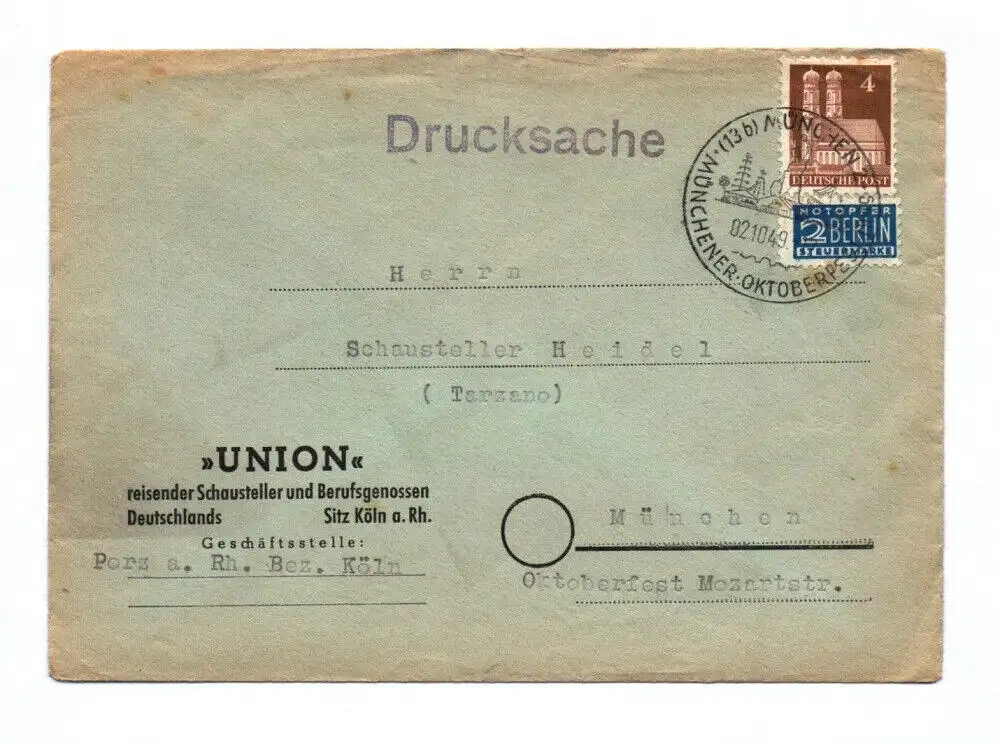 4
DEUTSCHE POST
NOTOPFER
2 BERLIN
STEUERMARKE
(13b) MÜNCHEN
MÜNCHENER·OKTOBERFEST
02.10.49.
Drucksache
Herrn
Schausteller Heidel
(Tarzano)
»UNION«
reisender Schausteller und Berufsgenossen
Deutschlands Sitz Köln a. Rh.
Geschäftsstelle:
Porz a. Rh. Bez. Köln
München
Oktoberfest Mozartstr.